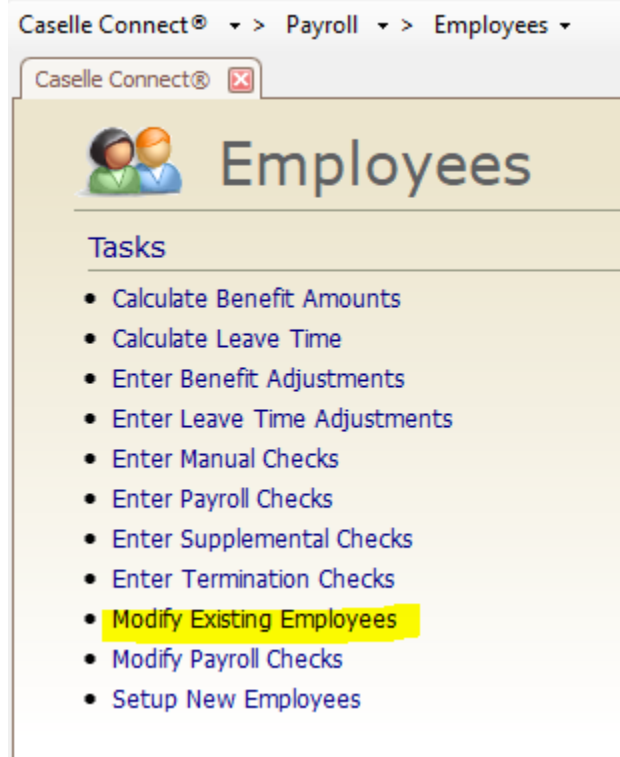 Caselle Connect® > Payroll > Employees
Caselle Connect®
Employees
Tasks
Calculate Benefit Amounts
Calculate Leave Time
Enter Benefit Adjustments
Enter Leave Time Adjustments
Enter Manual Checks
Enter Payroll Checks
Enter Supplemental Checks
Enter Termination Checks
Modify Existing Employees
Modify Payroll Checks
Setup New Employees